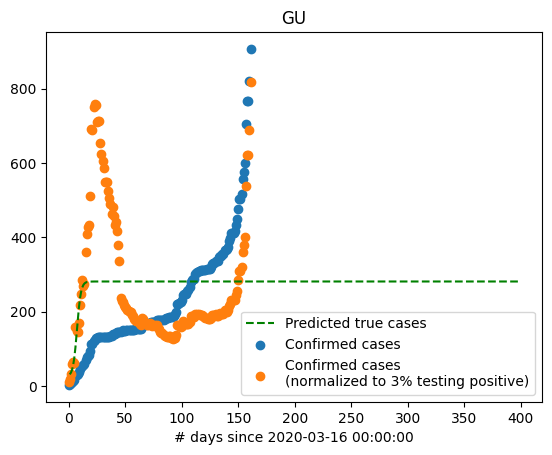 GU
800
600
400
200
0
Predicted true cases
Confirmed cases
Confirmed cases
(normalized to 3% testing positive)
0 50 100 150 200 250 300 350 400
# days since 2020-03-16 00:00:00